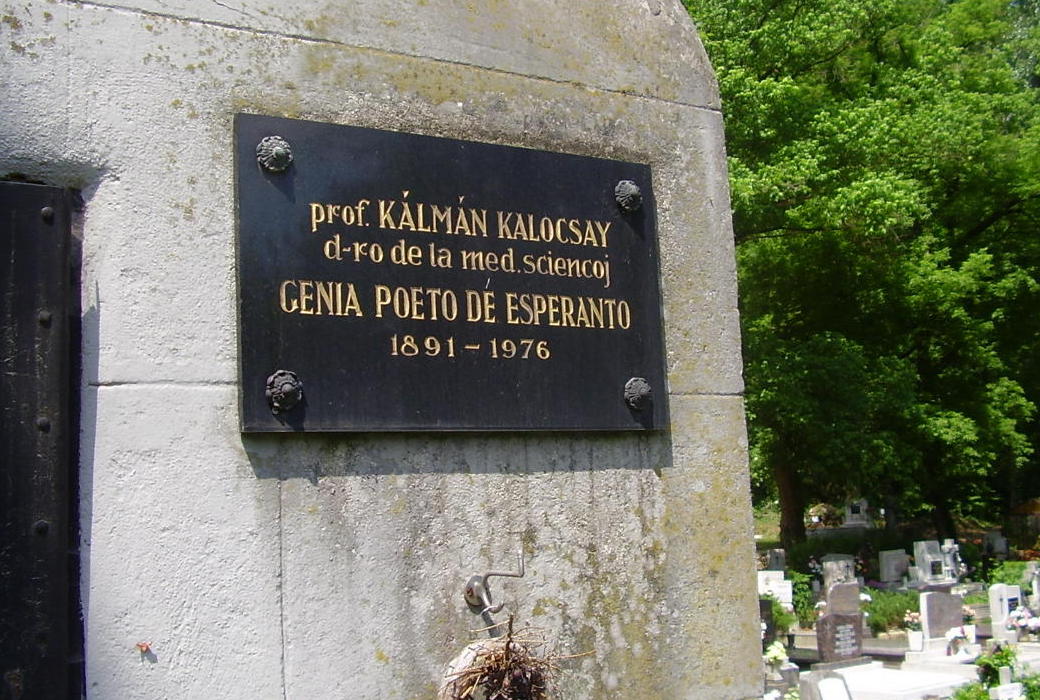 prof. KÁLMÁN KALOCSAY
d-ro de la med. sciencoj
GENIA POETO DE ESPERANTO
1891 – 1976